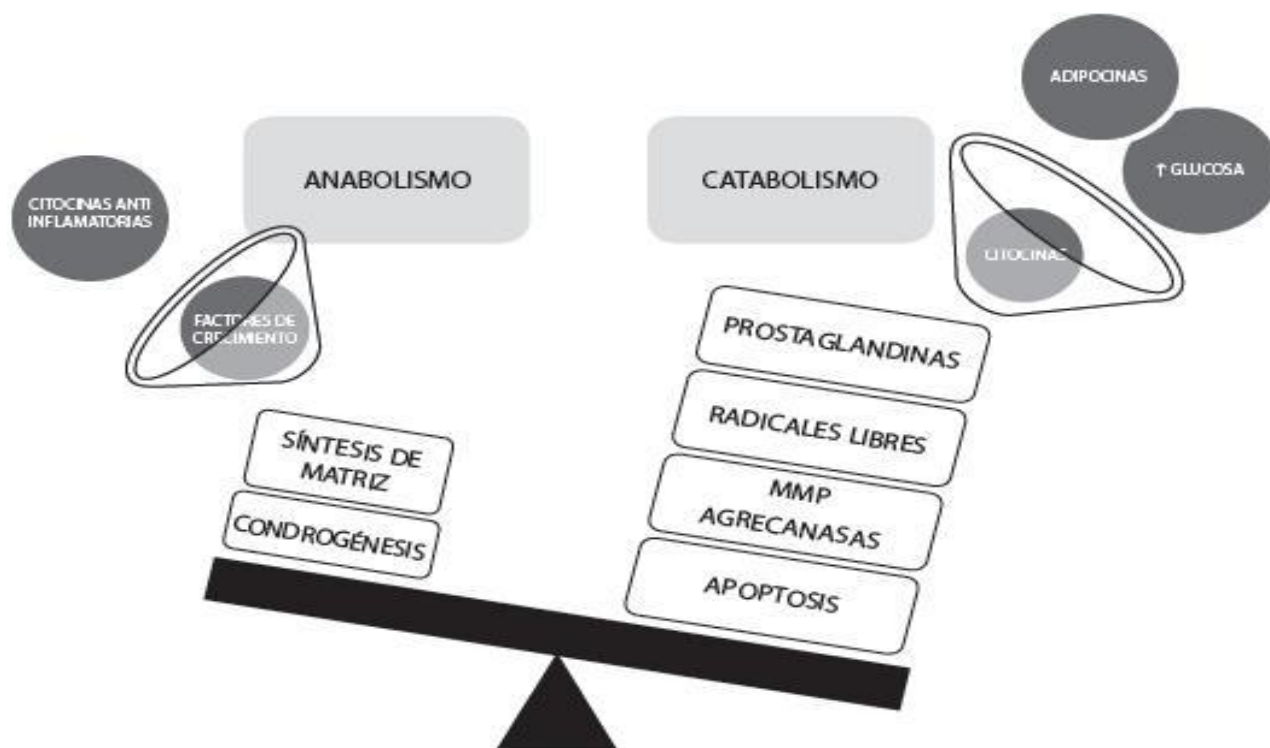 ADIPOCINAS
↑ GLUCOSA
ANABOLISMO
CATABOLISMO
CITOCINAS ANTI
INFLAMATORIAS
CITOCINAS
FACTORES DE
CRECIMIENTO
PROSTAGLANDINAS
RADICALES LIBRES
MMP
AGRECANASAS
APOPTOSIS
SÍNTESIS DE
MATRIZ
CONDROGÉNESIS